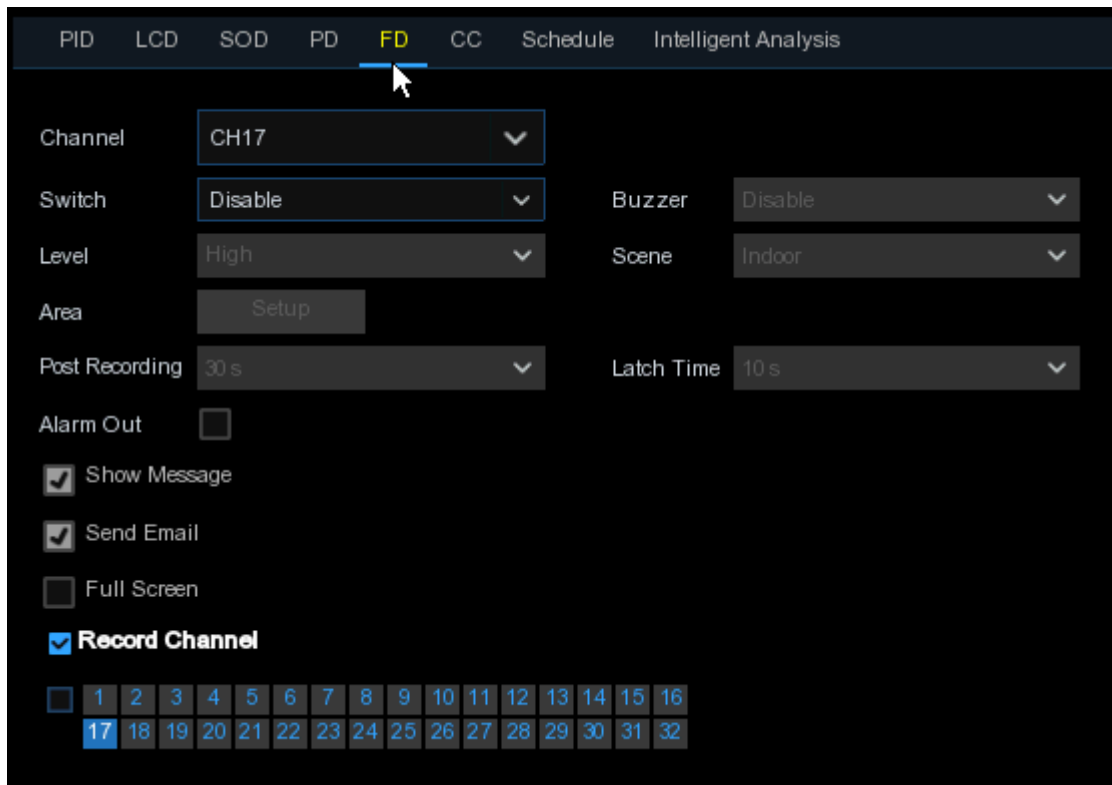 PID LCD SOD PD FD CC Schedule Intelligent Analysis
Channel CH17
Switch Disable Buzzer Disable
Level High Scene Indoor
Area Setup
Post Recording 30 s Latch Time 10 s
Alarm Out
Show Message
Send Email
Full Screen
Record Channel
1 2 3 4 5 6 7 8 9 10 11 12 13 14 15 16
17 18 19 20 21 22 23 24 25 26 27 28 29 30 31 32